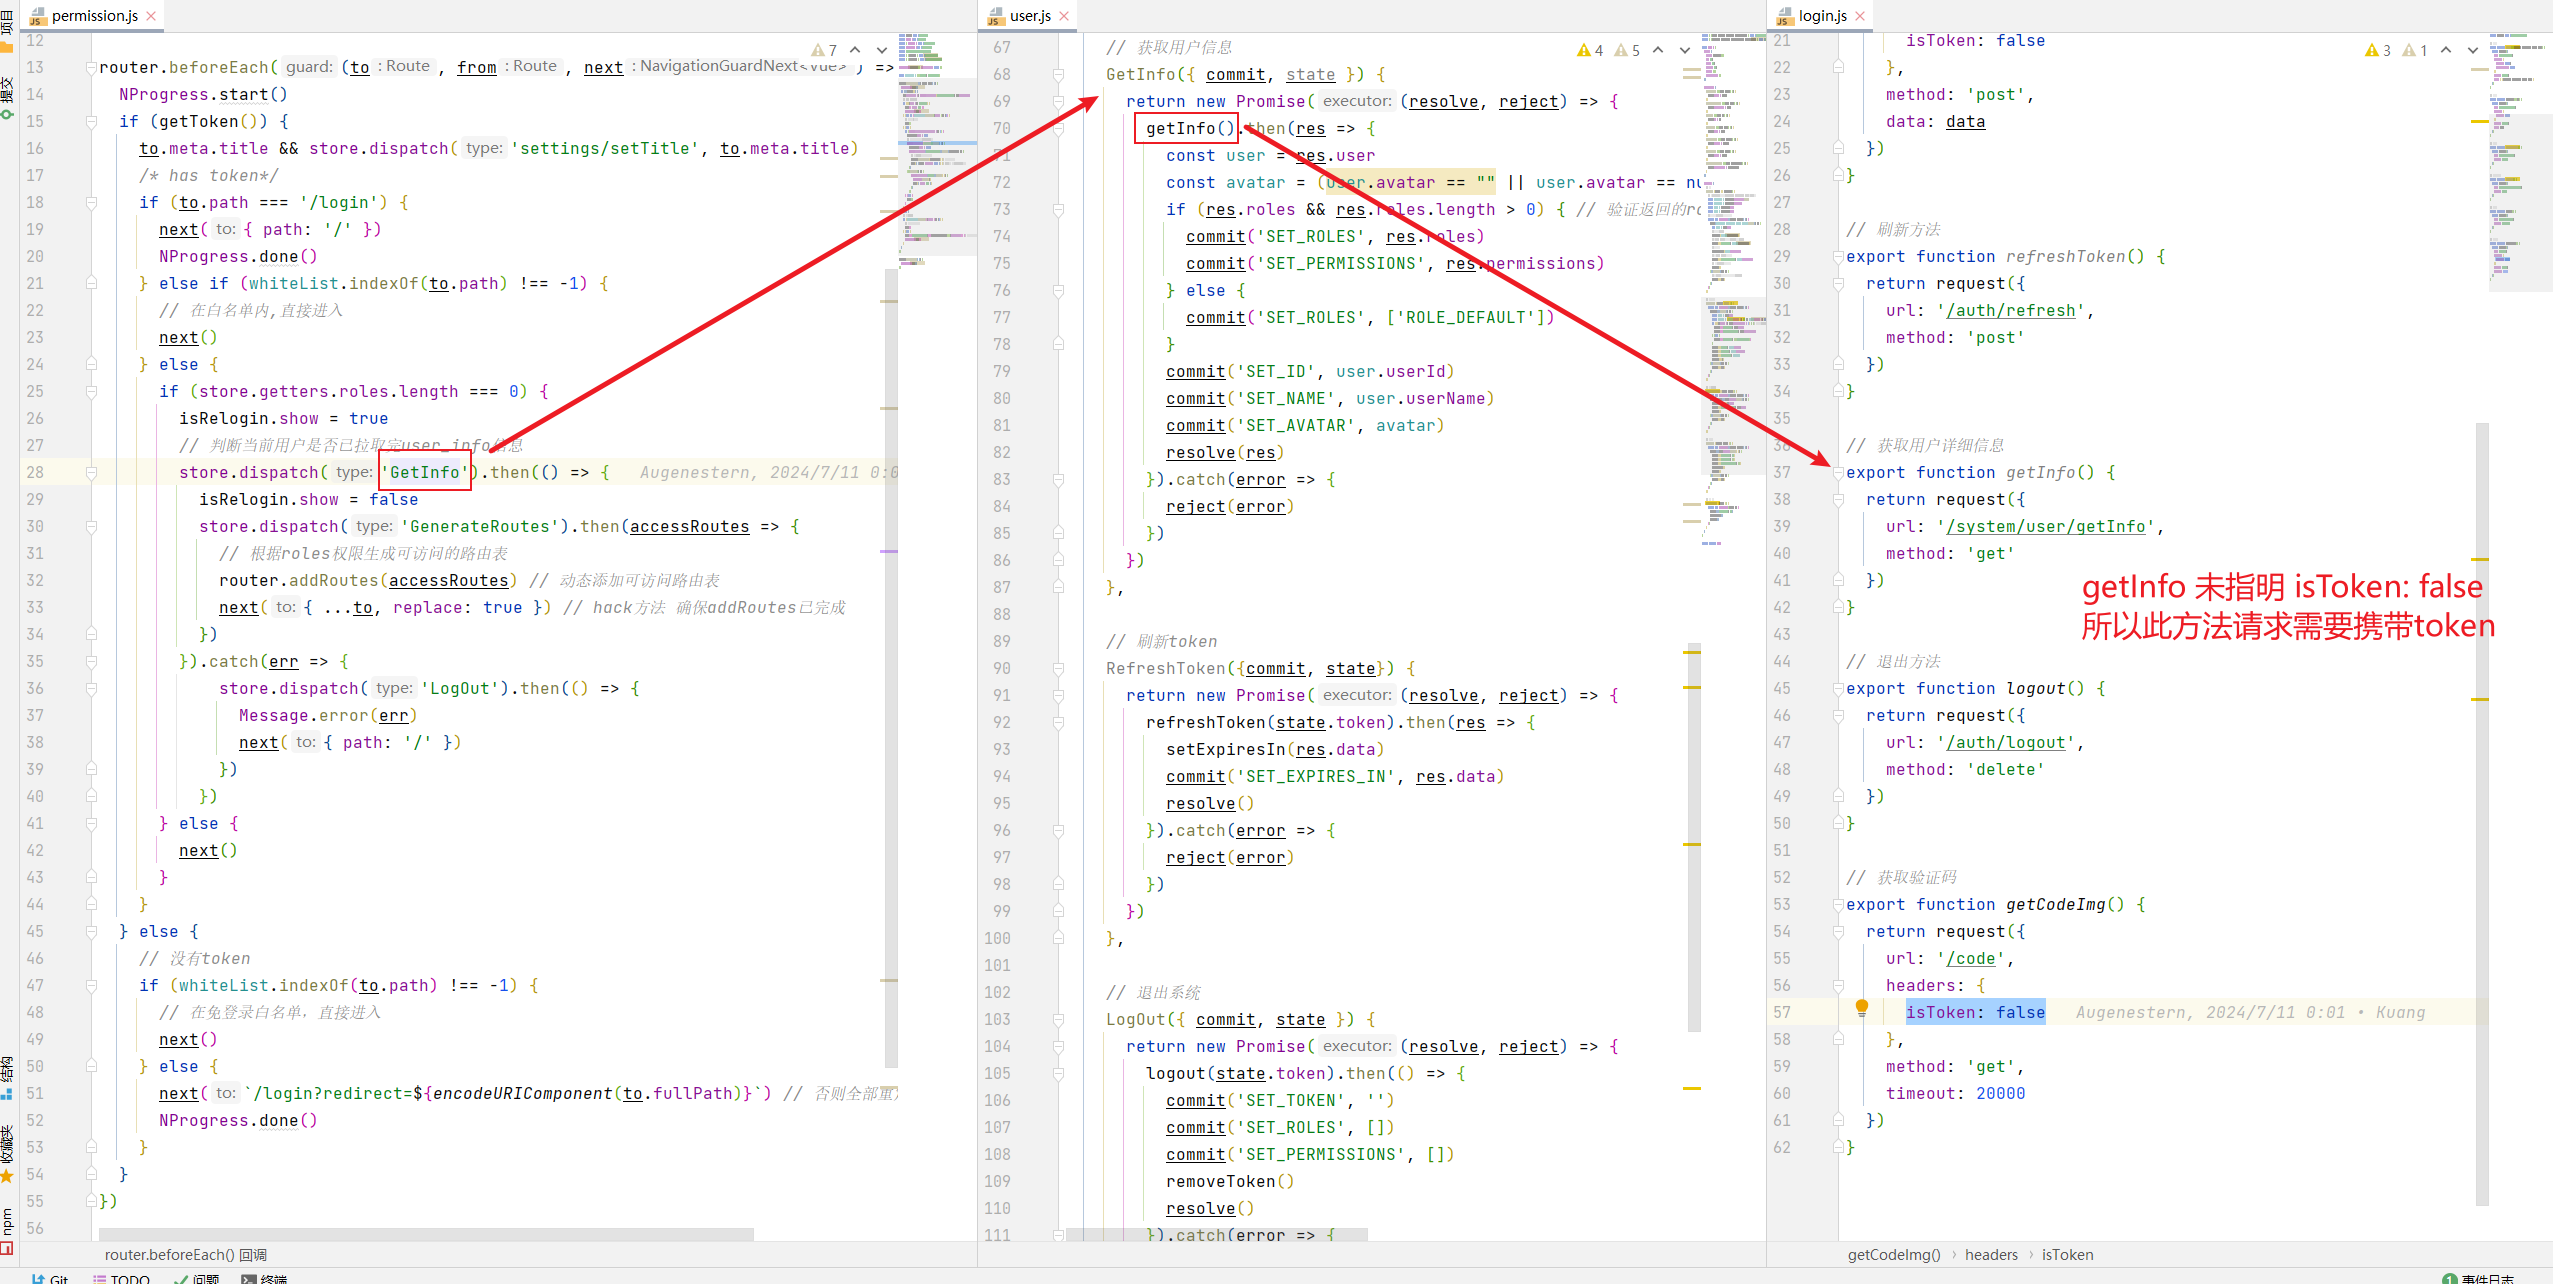 permission.js
user.js
login.js
项目
提交
结构
收藏夹
npm
7
12
13 router.beforeEach( guard: (to : Route , from : Route , next : NavigationGuardNext<Vue> ) =>
14 NProgress.start()
15 if (getToken()) {
16 to.meta.title && store.dispatch( type: 'settings/setTitle', to.meta.title)
17 /* has token*/
18 if (to.path === '/login') {
19 next( to: { path: '/' })
20 NProgress.done()
21 } else if (whiteList.indexOf(to.path) !== -1) {
22 // 在白名单内,直接进入
23 next()
24 } else {
25 if (store.getters.roles.length === 0) {
26 isRelogin.show = true
27 // 判断当前用户是否已拉取完user_info信息
28 store.dispatch( type: 'GetInfo').then(() => { Augenestern, 2024/7/11 0:0
29 isRelogin.show = false
30 store.dispatch( type: 'GenerateRoutes').then(accessRoutes => {
31 // 根据roles权限生成可访问的路由表
32 router.addRoutes(accessRoutes) // 动态添加可访问路由表
33 next( to: { ...to, replace: true }) // hack方法 确保addRoutes已完成
34 })
35 }).catch(err => {
36 store.dispatch( type: 'LogOut').then(() => {
37 Message.error(err)
38 next( to: { path: '/' })
39 })
40 })
41 } else {
42 next()
43 }
44 }
45 } else {
46 // 没有token
47 if (whiteList.indexOf(to.path) !== -1) {
48 // 在免登录白名单，直接进入
49 next()
50 } else {
51 next( to: `/login?redirect=${encodeURIComponent(to.fullPath)}`) // 否则全部重
52 NProgress.done()
53 }
54 }
55 })
56
router.beforeEach() 回调
4 5
67 // 获取用户信息
68 GetInfo({ commit, state }) {
69 return new Promise( executor: (resolve, reject) => {
70 getInfo().then(res => {
71 const user = res.user
72 const avatar = (user.avatar == "" || user.avatar == nu
73 if (res.roles && res.roles.length > 0) { // 验证返回的ro
74 commit('SET_ROLES', res.roles)
75 commit('SET_PERMISSIONS', res.permissions)
76 } else {
77 commit('SET_ROLES', ['ROLE_DEFAULT'])
78 }
79 commit('SET_ID', user.userId)
80 commit('SET_NAME', user.userName)
81 commit('SET_AVATAR', avatar)
82 resolve(res)
83 }).catch(error => {
84 reject(error)
85 })
86 })
87 },
88
89 // 刷新token
90 RefreshToken({commit, state}) {
91 return new Promise( executor: (resolve, reject) => {
92 refreshToken(state.token).then(res => {
93 setExpiresIn(res.data)
94 commit('SET_EXPIRES_IN', res.data)
95 resolve()
96 }).catch(error => {
97 reject(error)
98 })
99 })
100 },
101
102 // 退出系统
103 LogOut({ commit, state }) {
104 return new Promise( executor: (resolve, reject) => {
105 logout(state.token).then(() => {
106 commit('SET_TOKEN', '')
107 commit('SET_ROLES', [])
108 commit('SET_PERMISSIONS', [])
109 removeToken()
110 resolve()
111 }).catch(error => {
3 1
21 isToken: false
22 },
23 method: 'post',
24 data: data
25 })
26 }
27
28 // 刷新方法
29 export function refreshToken() {
30 return request({
31 url: '/auth/refresh',
32 method: 'post'
33 })
34 }
35
36 // 获取用户详细信息
37 export function getInfo() {
38 return request({
39 url: '/system/user/getInfo',
40 method: 'get'
41 })
42 }
43
44 // 退出方法
45 export function logout() {
46 return request({
47 url: '/auth/logout',
48 method: 'delete'
49 })
50 }
51
52 // 获取验证码
53 export function getCodeImg() {
54 return request({
55 url: '/code',
56 headers: {
57 isToken: false Augenestern, 2024/7/11 0:01 • Kuang
58 },
59 method: 'get',
60 timeout: 20000
61 })
62 }
getInfo 未指明 isToken: false
所以此方法请求需要携带token
getCodeImg() › headers › isToken
Git TODO 问题 终端
1 事件日志